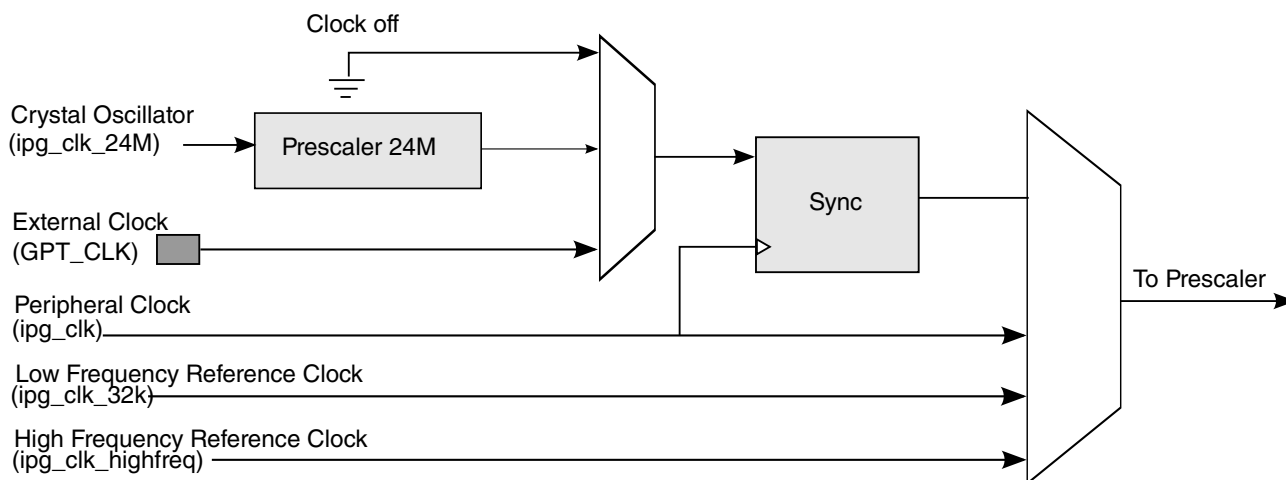 Clock off
Crystal Oscillator
(ipg_clk_24M)
Prescaler 24M
Sync
External Clock
(GPT_CLK)
To Prescaler
Peripheral Clock
(ipg_clk)
Low Frequency Reference Clock
(ipg_clk_32k)
High Frequency Reference Clock
(ipg_clk_highfreq)